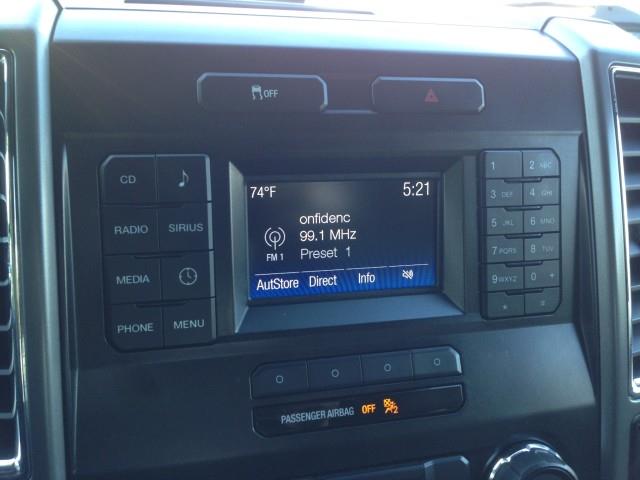 OFF
CD
RADIO SIRIUS
MEDIA
PHONE MENU
74°F 5:21
onfidenc
99.1 MHz
FM 1 Preset 1
AutStore Direct Info
1 2 ABC
3 DEF 4 GHI
5 JKL 6 MNO
7 PQRS 8 TUV
9 WXYZ 0 +
* #
PASSENGER AIRBAG OFF 2